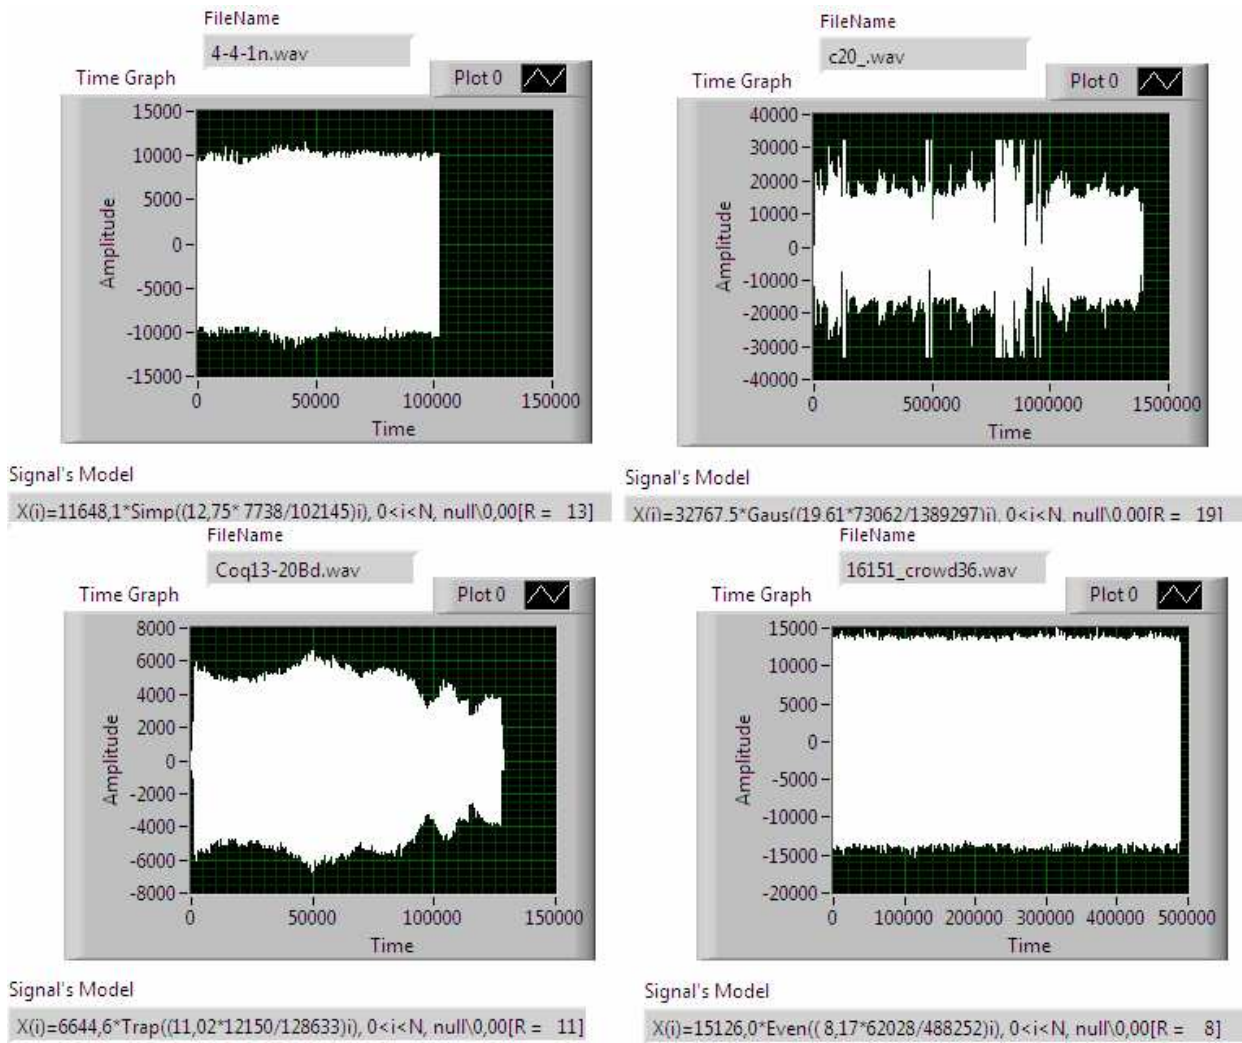 FileName
4-4-1n.wav
Time Graph
Plot 0
15000
10000
5000
0
-5000
-10000
-15000
Amplitude
0 50000 100000 150000
Time
Signal's Model
X(i)=11648,1*Simp((12,75* 7738/102145)i), 0<i<N, null\0,00[R = 13]
FileName
c20_.wav
Time Graph
Plot 0
40000
30000
20000
10000
0
-10000
-20000
-30000
-40000
Amplitude
0 500000 1000000 1500000
Time
Signal's Model
X(i)=32767,5*Gaus((19,61*73062/1389297)i), 0<i<N, null\0,00[R = 19]
FileName
Coq13-20Bd.wav
Time Graph
Plot 0
8000
6000
4000
2000
0
-2000
-4000
-6000
-8000
Amplitude
0 50000 100000 150000
Time
Signal's Model
X(i)=6644,6*Trap((11,02*12150/128633)i), 0<i<N, null\0,00[R = 11]
FileName
16151_crowd36.wav
Time Graph
Plot 0
15000
10000
5000
0
-5000
-10000
-15000
-20000
Amplitude
0 100000 200000 300000 400000 500000
Time
Signal's Model
X(i)=15126,0*Even(( 8,17*62028/488252)i), 0<i<N, null\0,00[R = 8]